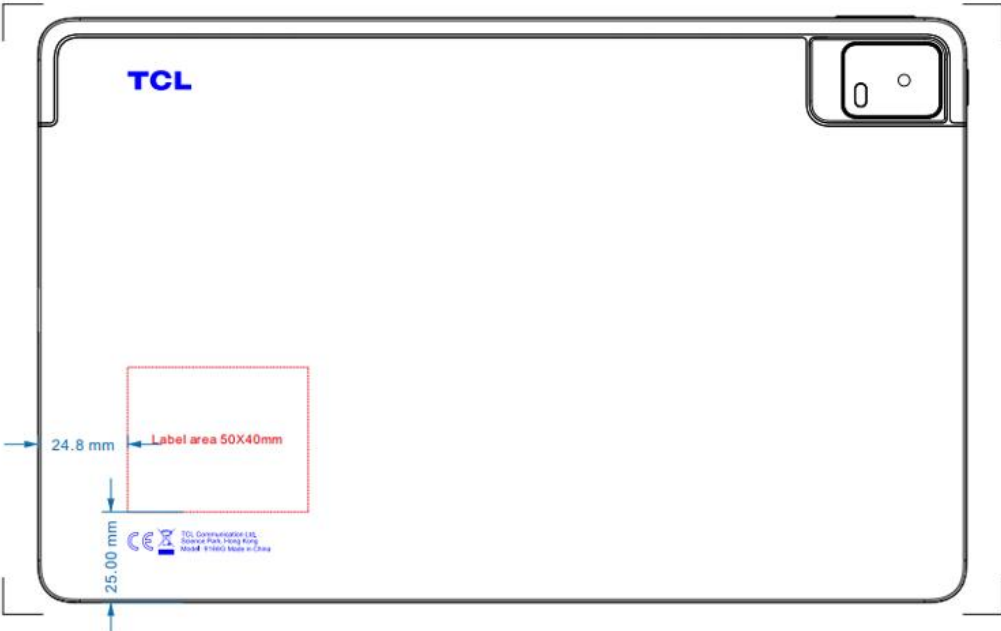 TCL
Label area 50X40mm
24.8 mm
25.00 mm
CE
TCL Communication Ltd.
Science Park, Hong Kong
Model Made in China